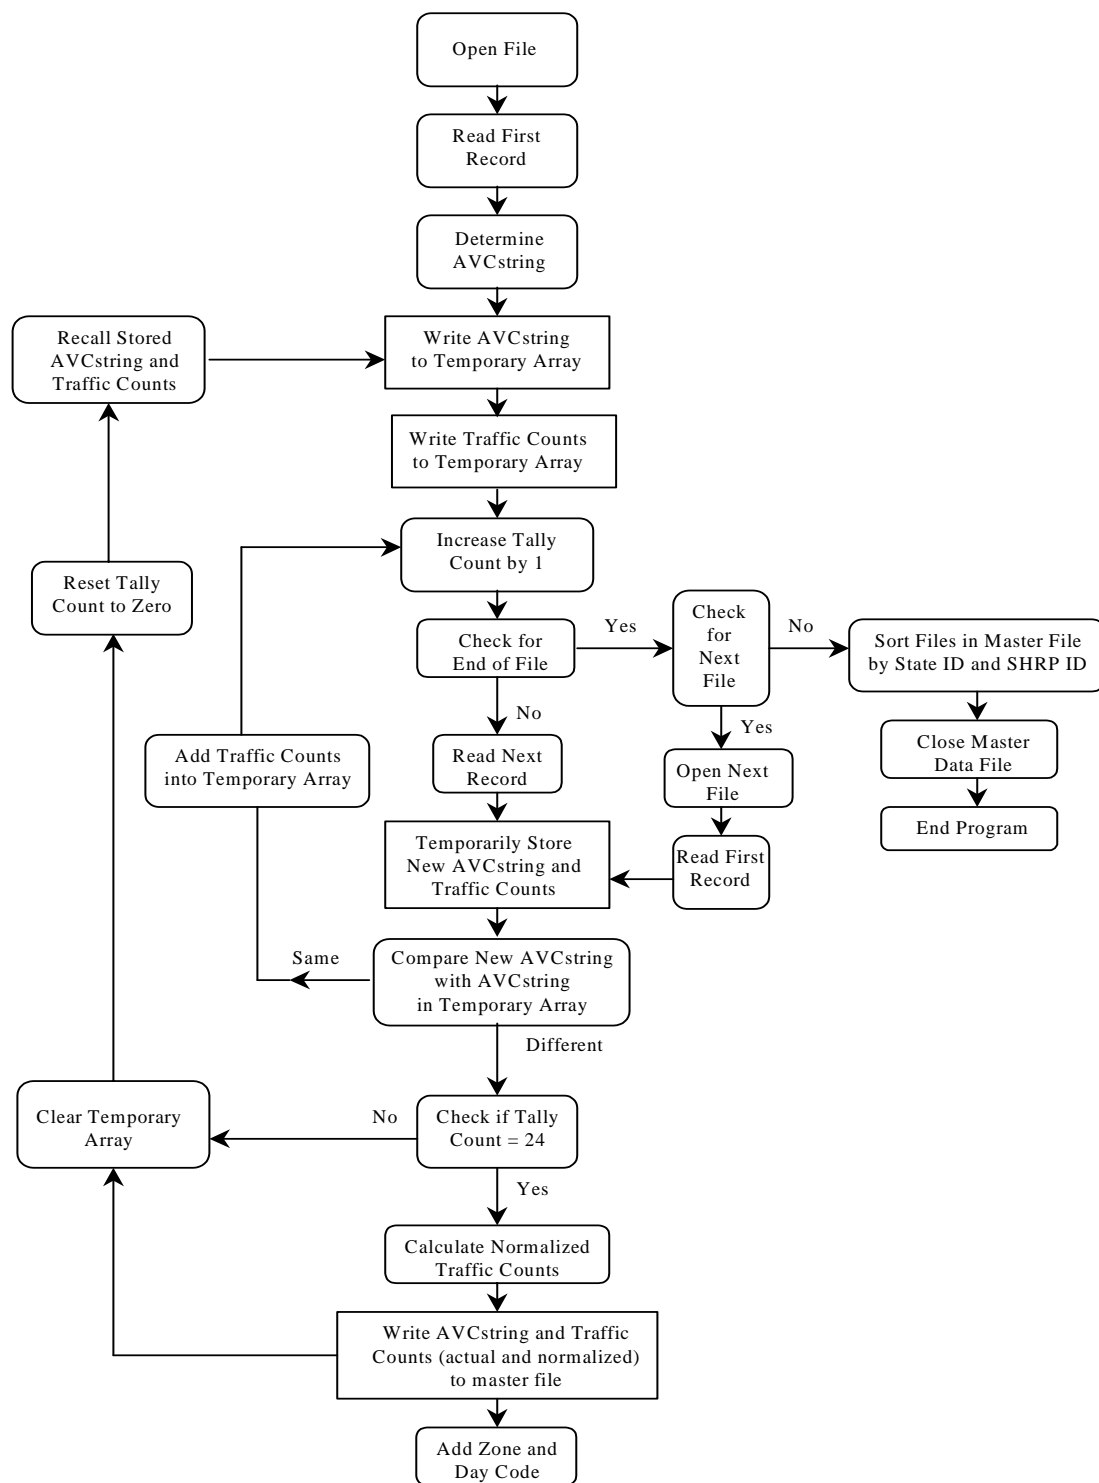 Open File
Read First
Record
Determine
AVCstring
Recall Stored
AVCstring and
Traffic Counts
Write AVCstring
to Temporary Array
Write Traffic Counts
to Temporary Array
Increase Tally
Count by 1
Reset Tally
Count to Zero
Check for
End of File
Yes
Check
for
Next
File
No
Sort Files in Master File
by State ID and SHRP ID
No
Yes
Add Traffic Counts
into Temporary Array
Read Next
Record
Open Next
File
Close Master
Data File
End Program
Temporarily Store
New AVCstring and
Traffic Counts
Read First
Record
Same
Compare New AVCstring
with AVCstring
in Temporary Array
Different
Clear Temporary
Array
No
Check if Tally
Count = 24
Yes
Calculate Normalized
Traffic Counts
Write AVCstring and Traffic
Counts (actual and normalized)
to master file
Add Zone and
Day Code